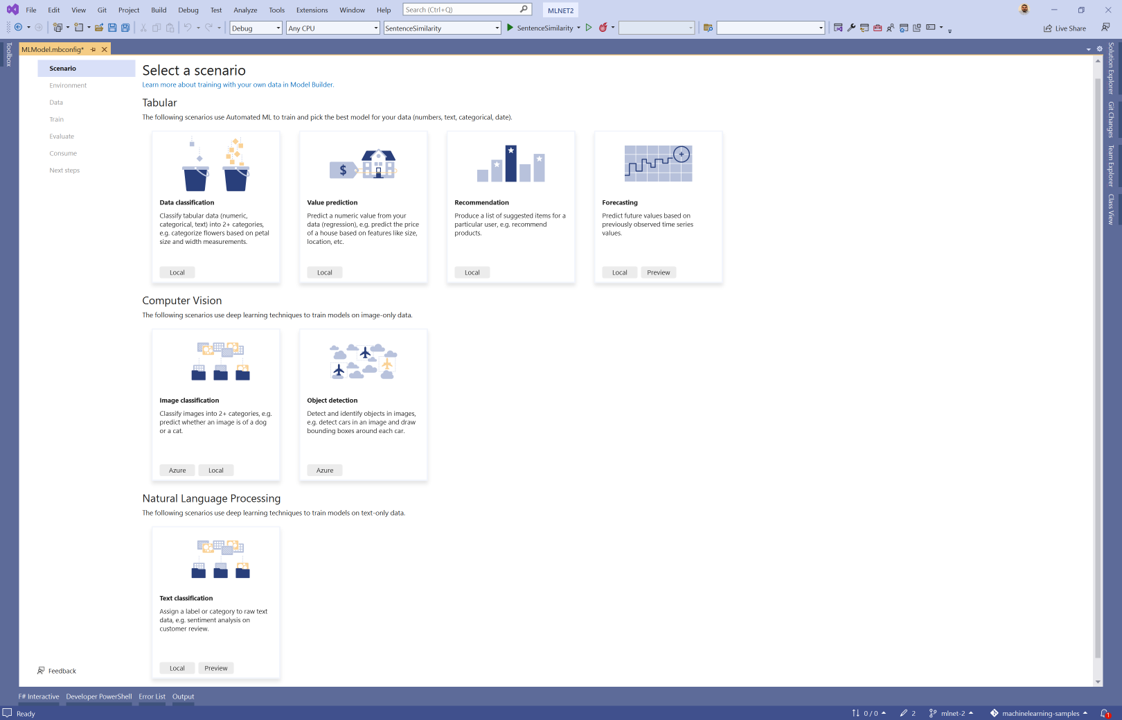 File Edit View Git Project Build Debug Test Analyze Tools Extensions Window Help Search (Ctrl+Q) MLNET2
Debug Any CPU SentenceSimilarity SentenceSimilarity Live Share
MLModel.mbconfig*
Toolbox
Solution Explorer
Git Changes
Team Explorer
Class View
Scenario
Environment
Data
Train
Evaluate
Consume
Next steps
Feedback
Select a scenario
Learn more about training with your own data in Model Builder.
Tabular
The following scenarios use Automated ML to train and pick the best model for your data (numbers, text, categorical, date).
Data classification
Classify tabular data (numeric,
categorical, text) into 2+ categories,
e.g. categorize flowers based on petal
size and width measurements.
Local
$
Value prediction
Predict a numeric value from your
data (regression), e.g. predict the price
of a house based on features like size,
location, etc.
Local
Recommendation
Produce a list of suggested items for a
particular user, e.g. recommend
products.
Local
Forecasting
Predict future values based on
previously observed time series
values.
Local Preview
Computer Vision
The following scenarios use deep learning techniques to train models on image-only data.
Image classification
Classify images into 2+ categories, e.g.
predict whether an image is of a dog
or a cat.
Azure Local
Object detection
Detect and identify objects in images,
e.g. detect cars in an image and draw
bounding boxes around each car.
Azure
Natural Language Processing
The following scenarios use deep learning techniques to train models on text-only data.
Text classification
Assign a label or category to raw text
data, e.g. sentiment analysis on
customer review.
Local Preview
F# Interactive Developer PowerShell Error List Output
Ready 0 / 0 2 mlnet-2 machinelearning-samples 1